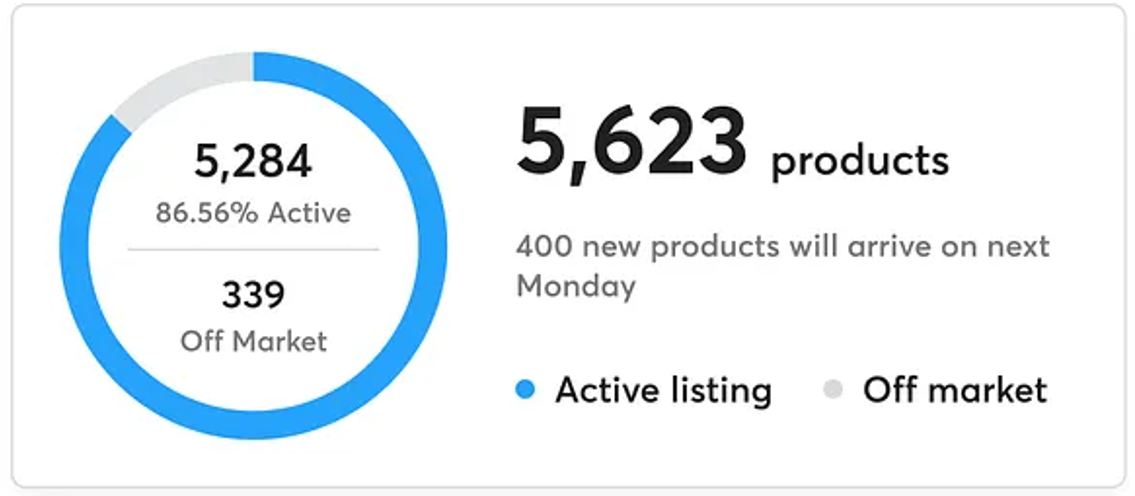 5,284
86.56% Active
339
Off Market
5,623 products
400 new products will arrive on next
Monday
Active listing Off market